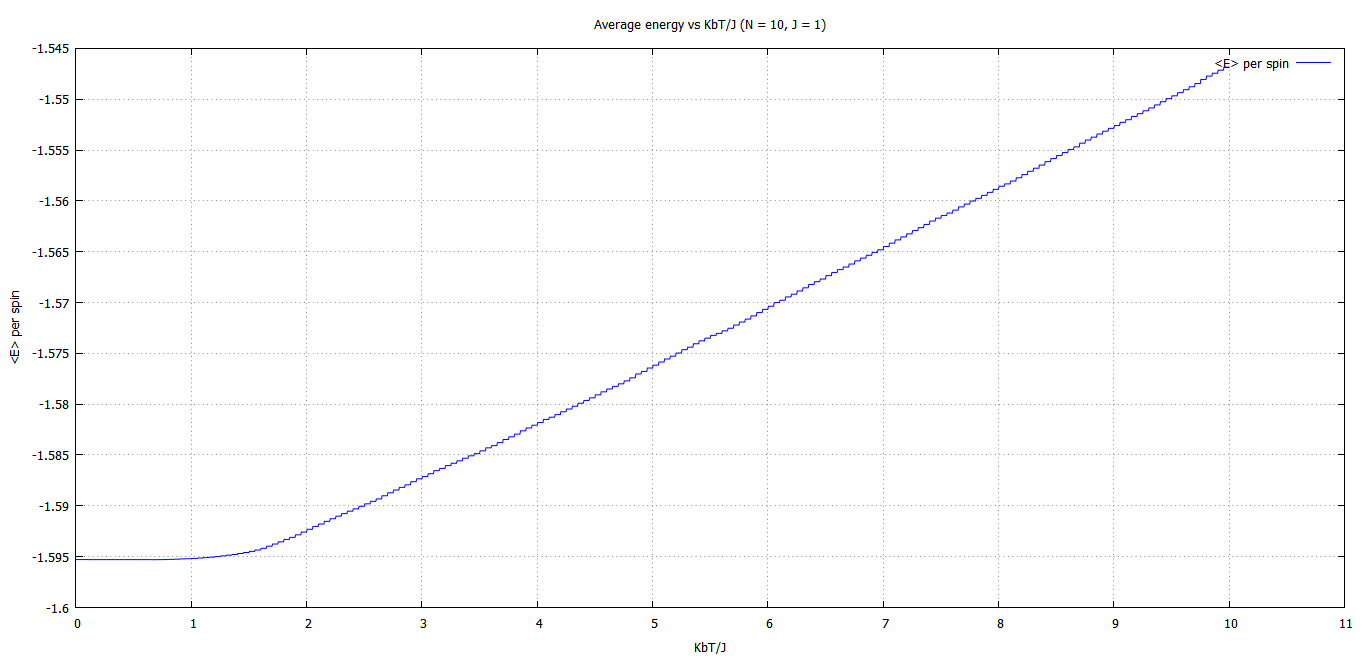 Average energy vs KbT/J (N = 10, J = 1)
<E> per spin
-1.545
-1.55
-1.555
-1.56
-1.565
-1.57
-1.575
-1.58
-1.585
-1.59
-1.595
-1.6
<E> per spin
0 1 2 3 4 5 6 7 8 9 10 11
KbT/J